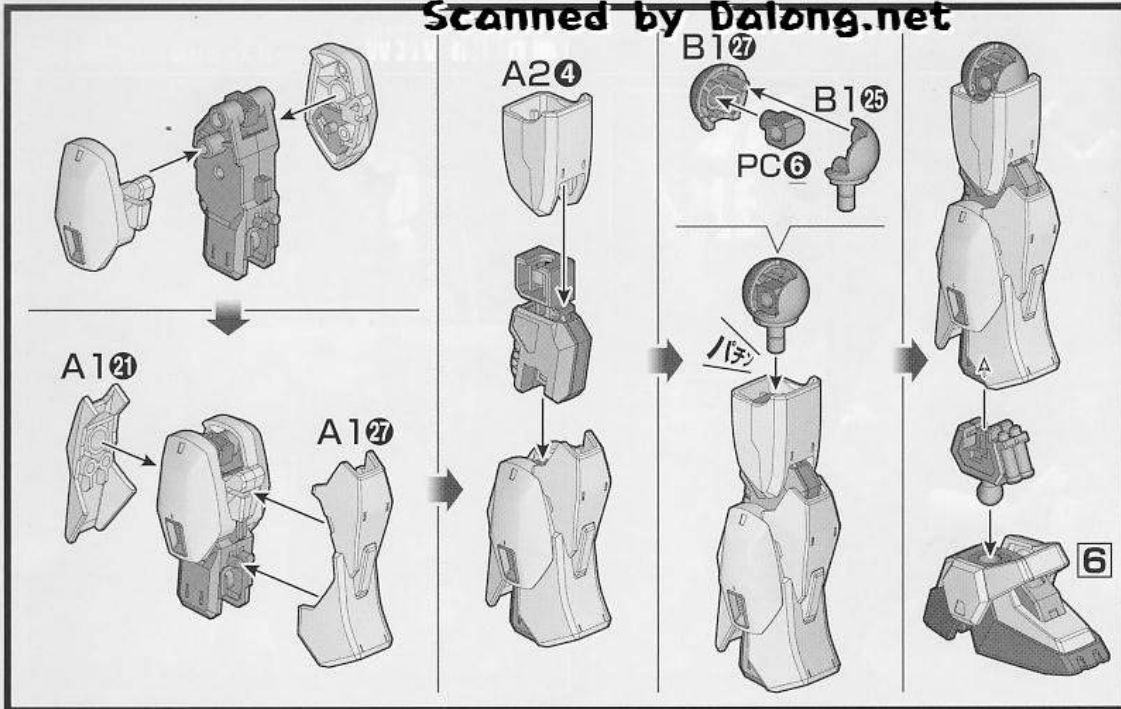 Scanned by Dalong.net
A2❹
B1㉗
B1㉕
PC❻
A1㉑
A1㉗
パチン
6